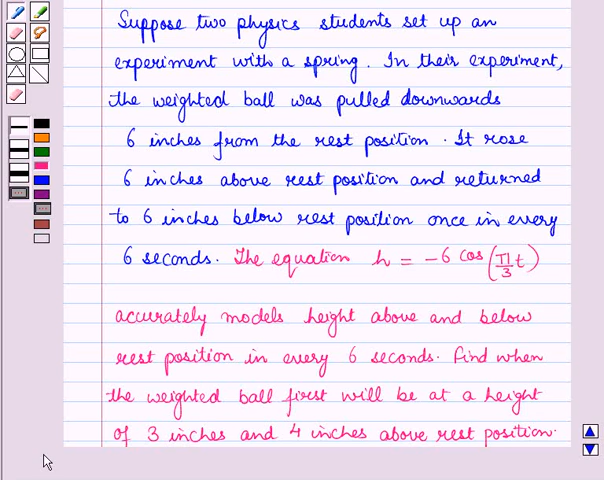 Suppose two physics students set up an
experiment with a spring. In their experiment,
the weighted ball was pulled downwards
6 inches from the rest position. It rose
6 inches above rest position and returned
to 6 inches below rest position once in every
6 seconds. The equation h = -6 cos(π/3 t)
accurately models height above and below
rest position in every 6 seconds. Find when
the weighted ball first will be at a height
of 3 inches and 4 inches above rest position.